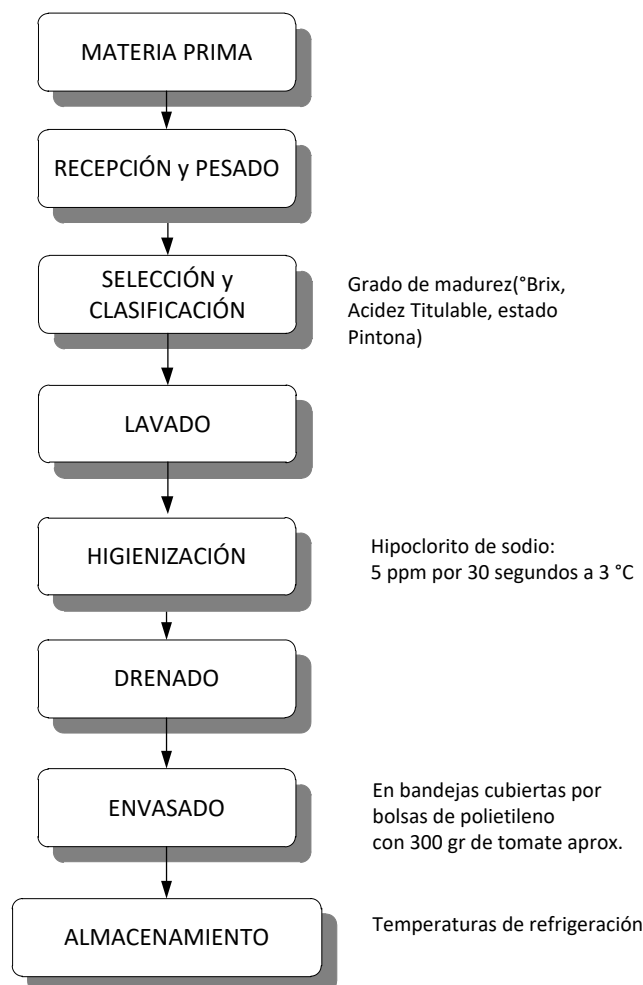 MATERIA PRIMA
RECEPCIÓN y PESADO
SELECCIÓN y
CLASIFICACIÓN
Grado de madurez(°Brix,
Acidez Titulable, estado
Pintona)
LAVADO
HIGIENIZACIÓN
Hipoclorito de sodio:
5 ppm por 30 segundos a 3 °C
DRENADO
ENVASADO
En bandejas cubiertas por
bolsas de polietileno
con 300 gr de tomate aprox.
ALMACENAMIENTO
Temperaturas de refrigeración